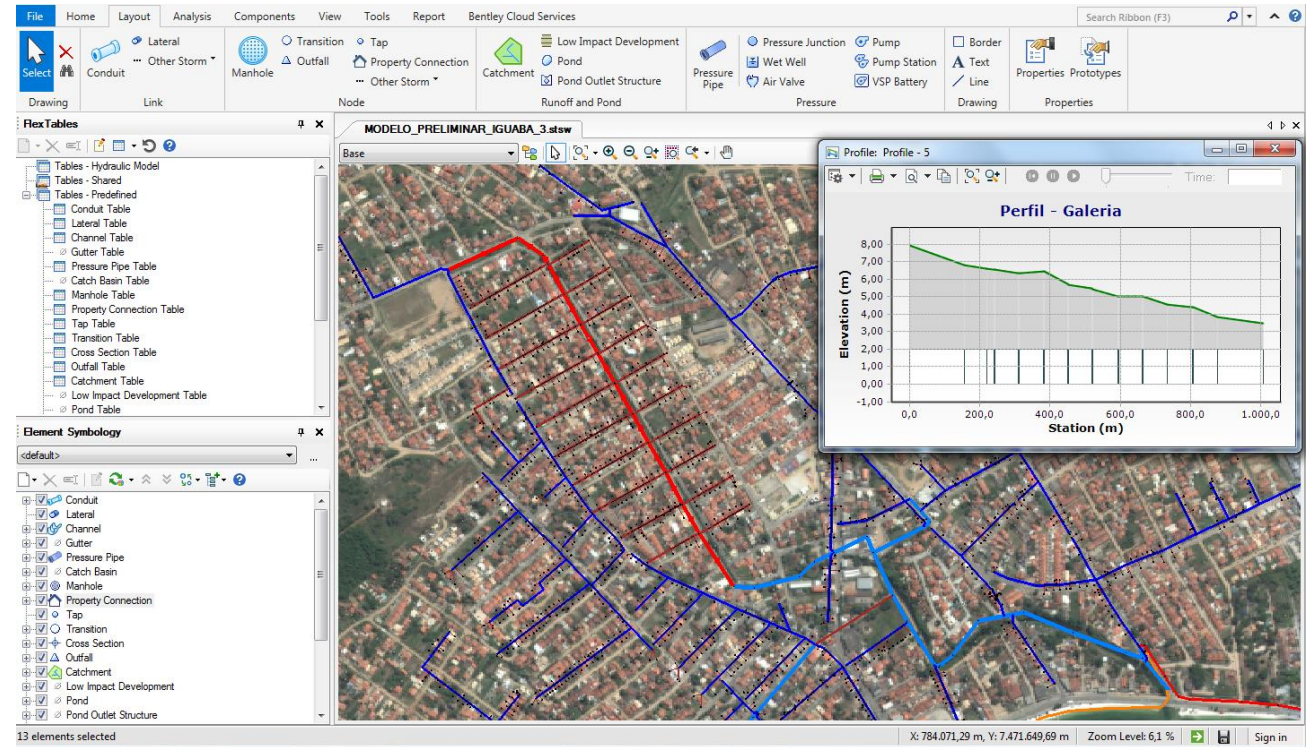 File Home Layout Analysis Components View Tools Report Bentley Cloud Services Search Ribbon (F3)
Select Conduit Lateral Other Storm Manhole Transition Outfall Tap Property Connection Other Storm Catchment Low Impact Development Pond Pond Outlet Structure Pressure Pipe Pressure Junction Wet Well Air Valve Pump Pump Station VSP Battery Border Text Line Properties Prototypes
Drawing Link Node Runoff and Pond Pressure Drawing Properties
FlexTables
Tables - Hydraulic Model
Tables - Shared
Tables - Predefined
Conduit Table
Lateral Table
Channel Table
Gutter Table
Pressure Pipe Table
Catch Basin Table
Manhole Table
Property Connection Table
Tap Table
Transition Table
Cross Section Table
Outfall Table
Catchment Table
Low Impact Development Table
Pond Table
Element Symbology
<default>
Conduit
Lateral
Channel
Gutter
Pressure Pipe
Catch Basin
Manhole
Property Connection
Tap
Transition
Cross Section
Outfall
Catchment
Low Impact Development
Pond
Pond Outlet Structure
MODELO_PRELIMINAR_IGUABA_3.stsw
Base
Profile: Profile - 5
Time:
Perfil - Galeria
Elevation (m)
8,00
7,00
6,00
5,00
4,00
3,00
2,00
1,00
0,00
-1,00
0,0 200,0 400,0 600,0 800,0 1.000,0
Station (m)
13 elements selected X: 784.071,29 m, Y: 7.471.649,69 m Zoom Level: 6,1 % Sign in